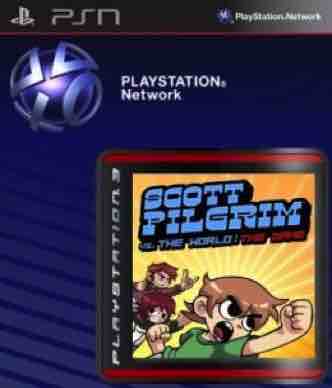 PSN
PlayStation.Network
PLAYSTATION®
Network
PLAYSTATION 3
SCOTT
PILGRIM
VS. THE WORLD: THE GAME